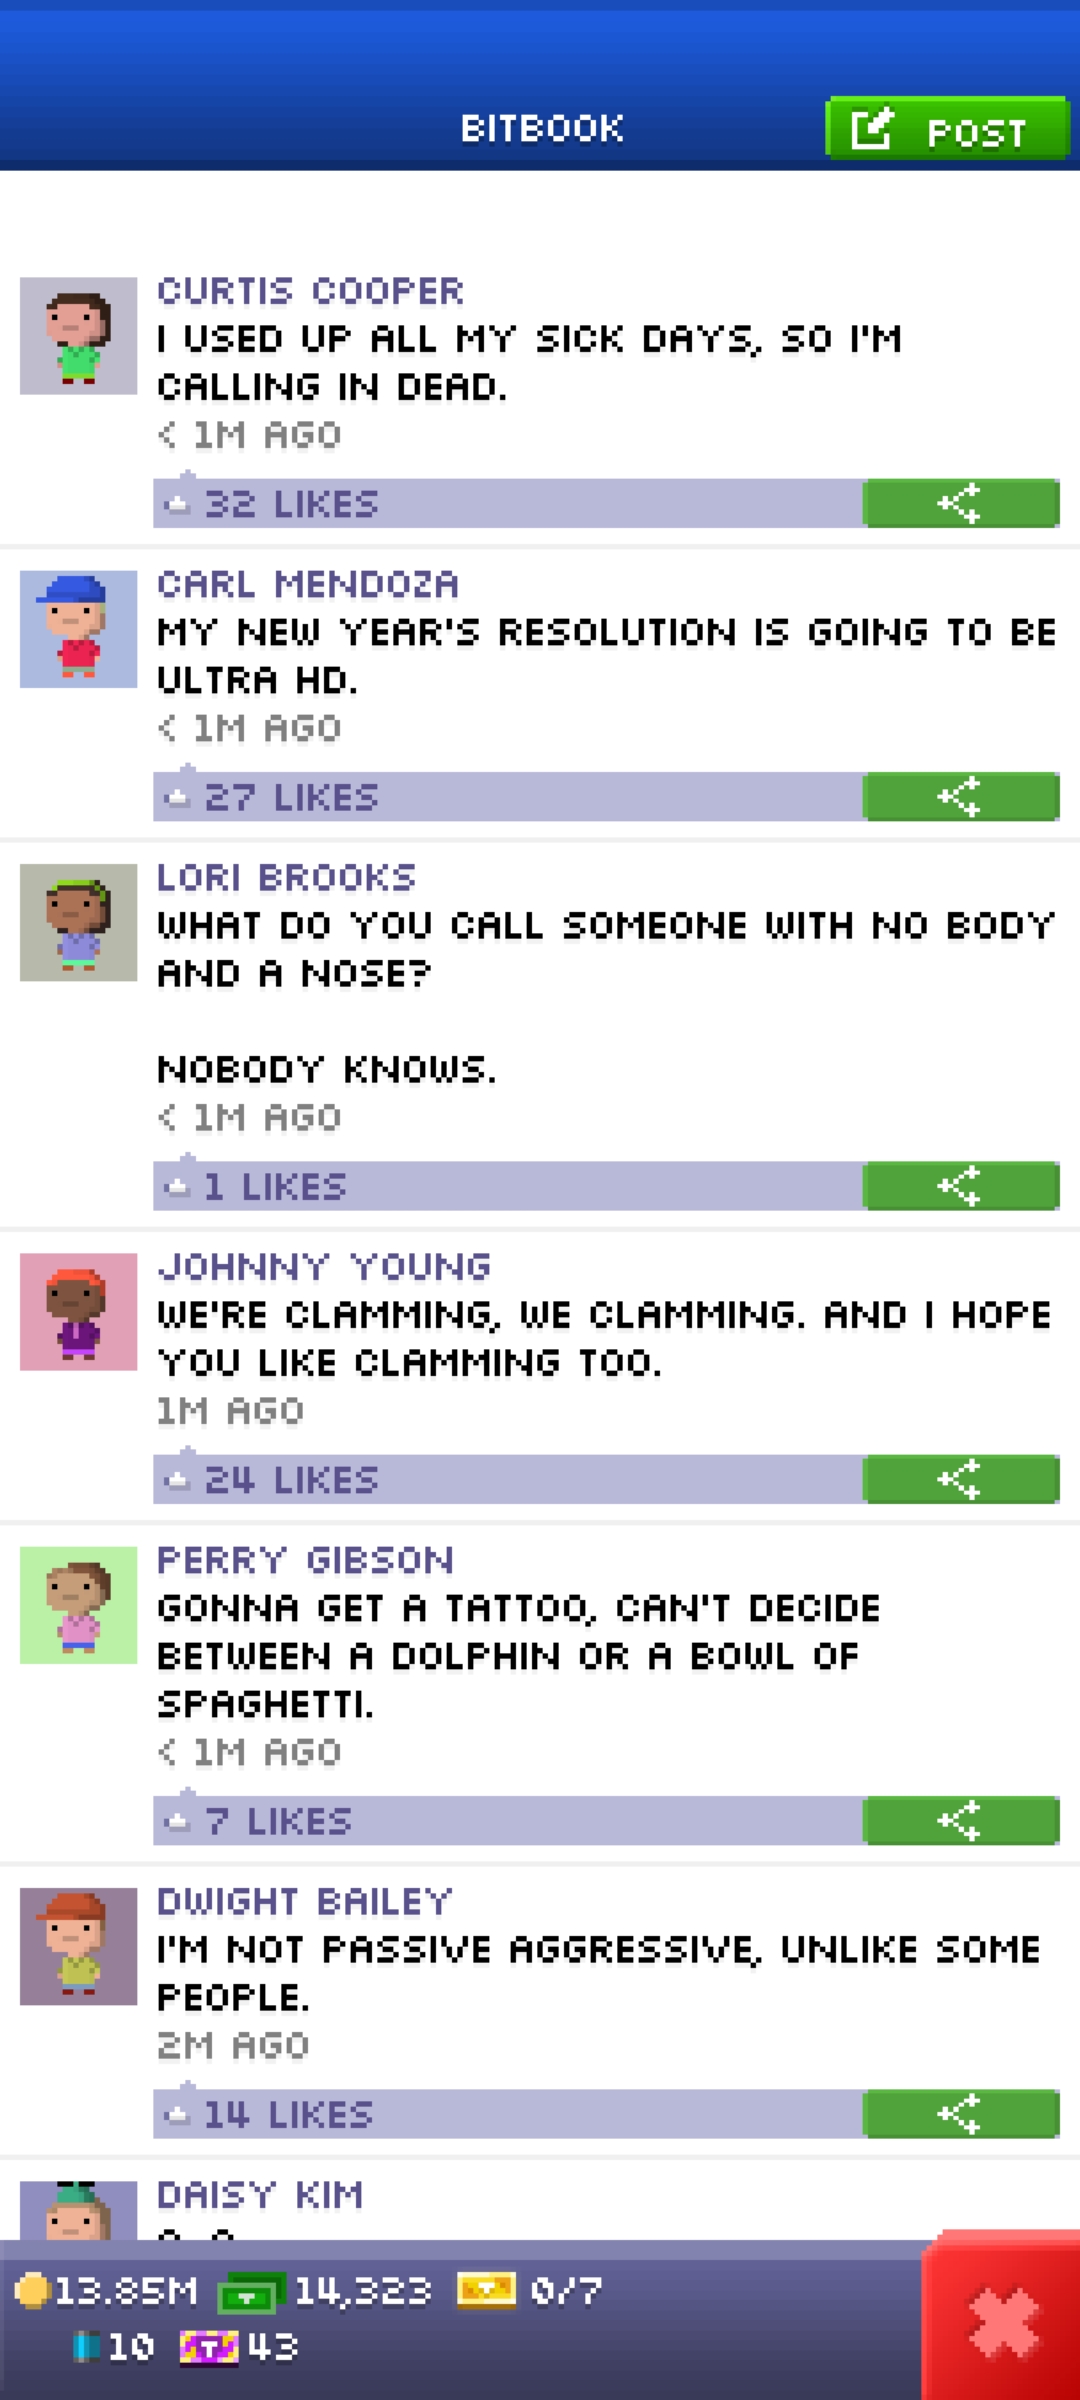 BITBOOK
POST
CURTIS COOPER
I USED UP ALL MY SICK DAYS, SO I'M
CALLING IN DEAD.
< 1M AGO
32 LIKES
CARL MENDOZA
MY NEW YEAR'S RESOLUTION IS GOING TO BE
ULTRA HD.
< 1M AGO
27 LIKES
LORI BROOKS
WHAT DO YOU CALL SOMEONE WITH NO BODY
AND A NOSE?
NOBODY KNOWS.
< 1M AGO
1 LIKES
JOHNNY YOUNG
WE'RE CLAMMING, WE CLAMMING. AND I HOPE
YOU LIKE CLAMMING TOO.
1M AGO
24 LIKES
PERRY GIBSON
GONNA GET A TATTOO, CAN'T DECIDE
BETWEEN A DOLPHIN OR A BOWL OF
SPAGHETTI.
< 1M AGO
7 LIKES
DWIGHT BAILEY
I'M NOT PASSIVE AGGRESSIVE, UNLIKE SOME
PEOPLE.
2M AGO
14 LIKES
DAISY KIM
13.85M 14,323 0/7
10 T 43